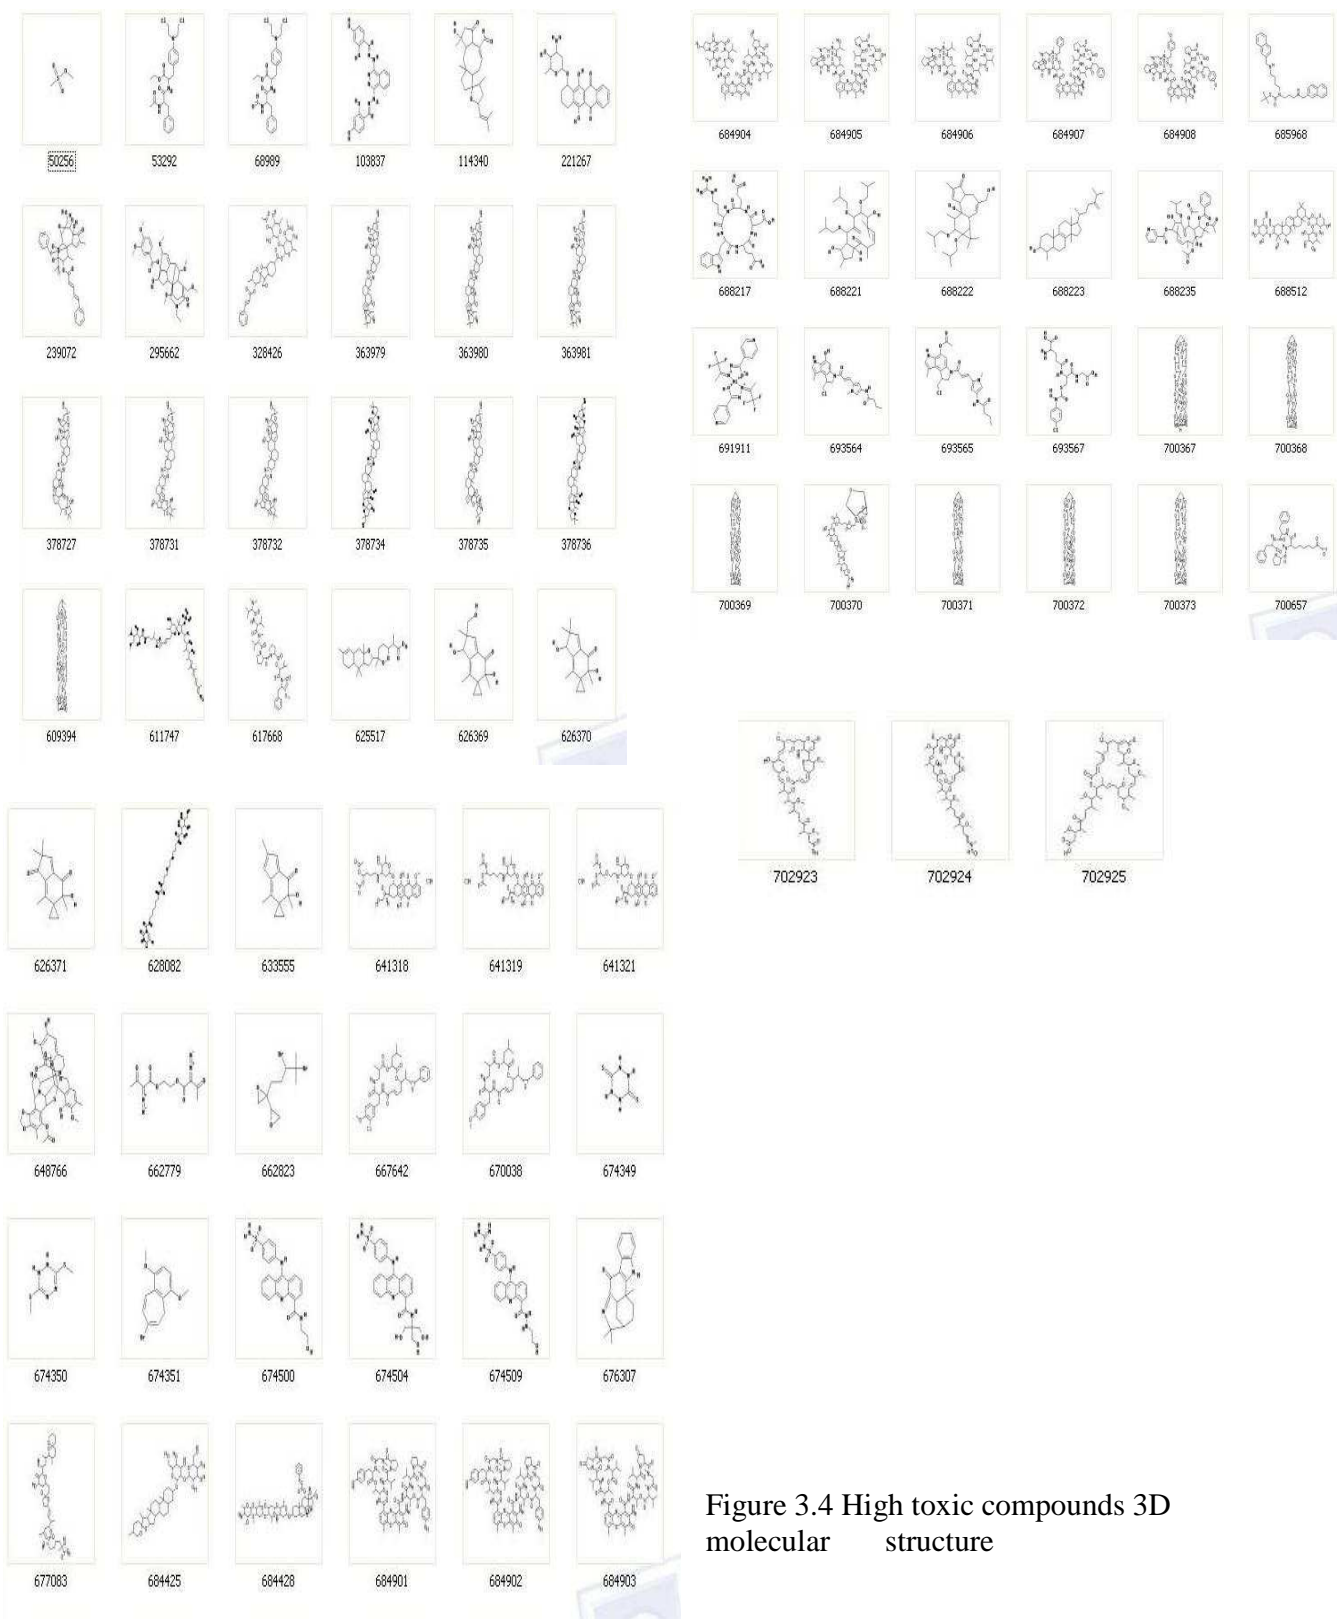 50256 53292 68989 103837 114340 221267
239072 295662 328426 363979 363980 363981
378727 378731 378732 378734 378735 378736
609394 611747 617668 625517 626369 626370
626371 628082 633555 641318 641319 641321
648766 662779 662823 667642 670038 674349
674350 674351 674500 674504 674509 676307
677083 684425 684428 684901 684902 684903
684904 684905 684906 684907 684908 685968
688217 688221 688222 688223 688235 688512
691911 693564 693565 693567 700367 700368
700369 700370 700371 700372 700373 700657
702923 702924 702925
Figure 3.4 High toxic compounds 3D
molecular structure